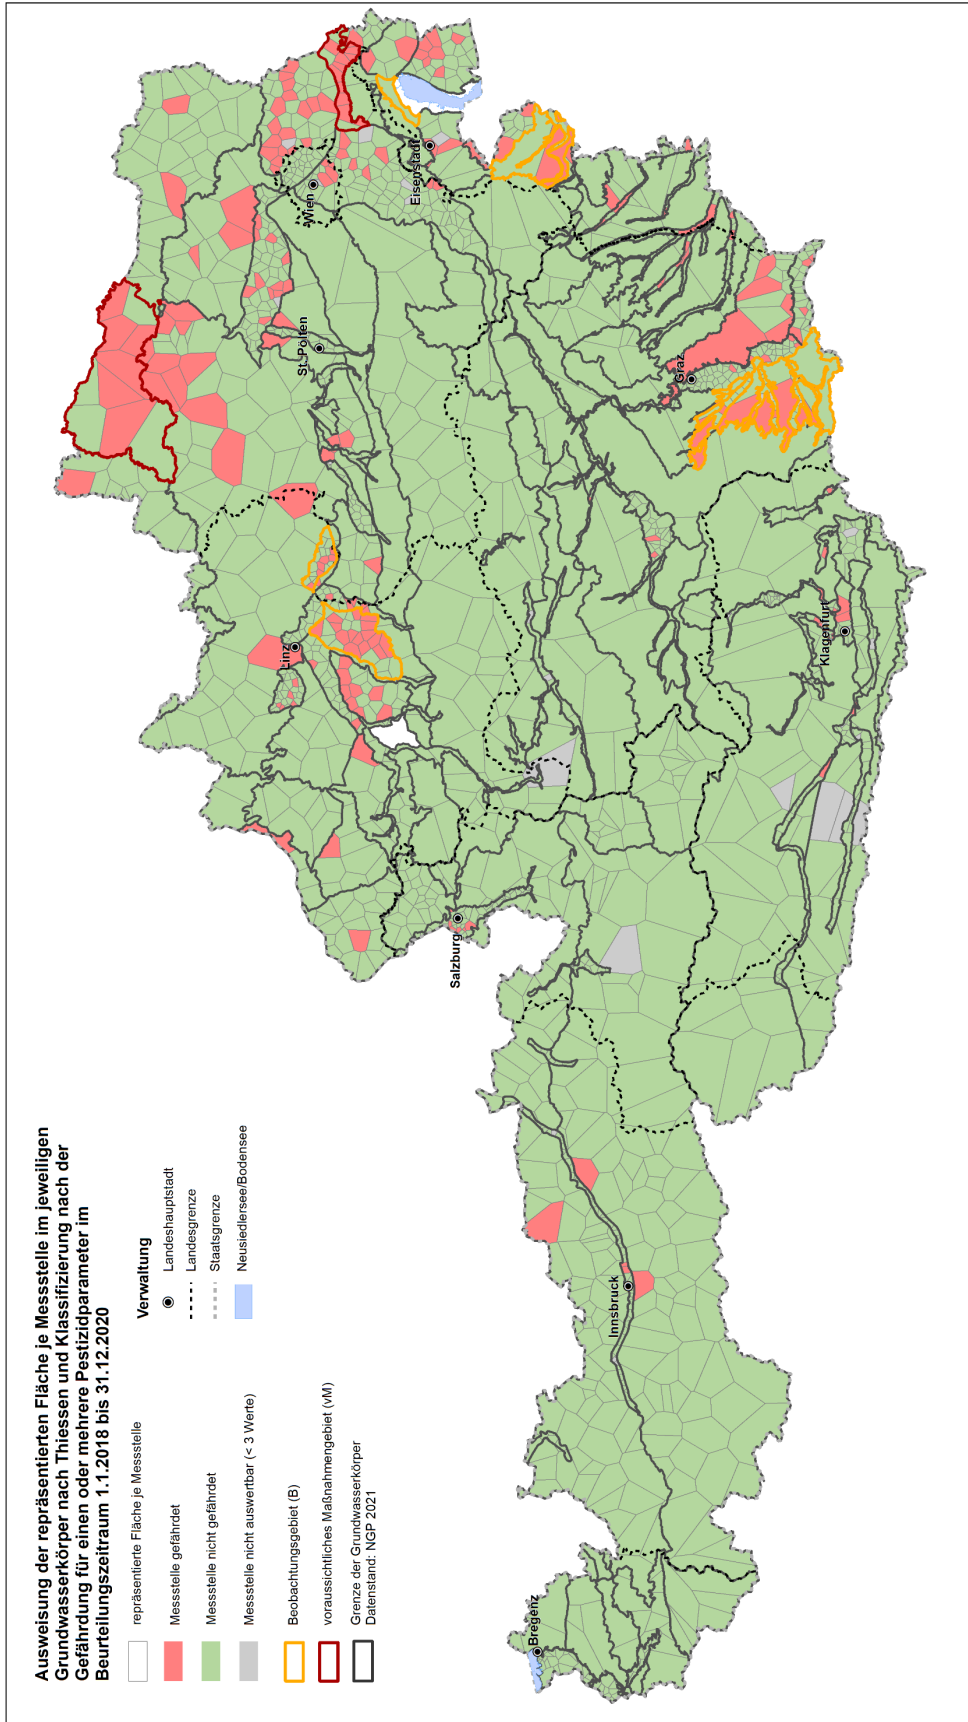 Ausweisung der repräsentierten Fläche je Messstelle im jeweiligen
Grundwasserkörper nach Thiessen und Klassifizierung nach der
Gefährdung für einen oder mehrere Pestizidparameter im
Beurteilungszeitraum 1.1.2018 bis 31.12.2020
repräsentierte Fläche je Messstelle
Messstelle gefährdet
Messstelle nicht gefährdet
Messstelle nicht auswertbar (< 3 Werte)
Beobachtungsgebiet (B)
voraussichtliches Maßnahmengebiet (vM)
Grenze der Grundwasserkörper
Datenstand: NGP 2021
Verwaltung
Landeshauptstadt
Landesgrenze
Staatsgrenze
Neusiedlersee/Bodensee
Bregenz
Innsbruck
Salzburg
Linz
St. Pölten
Wien
Eisenstadt
Graz
Klagenfurt